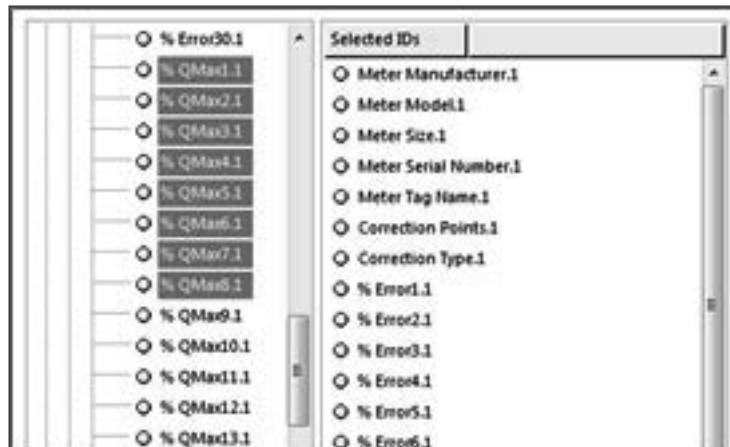 % Error30.1
% QMax1.1
% QMax2.1
% QMax3.1
% QMax4.1
% QMax5.1
% QMax6.1
% QMax7.1
% QMax8.1
% QMax9.1
% QMax10.1
% QMax11.1
% QMax12.1
% QMax13.1
Selected IDs
Meter Manufacturer.1
Meter Model.1
Meter Size.1
Meter Serial Number.1
Meter Tag Name.1
Correction Points.1
Correction Type.1
% Error1.1
% Error2.1
% Error3.1
% Error4.1
% Error5.1
% Error6.1